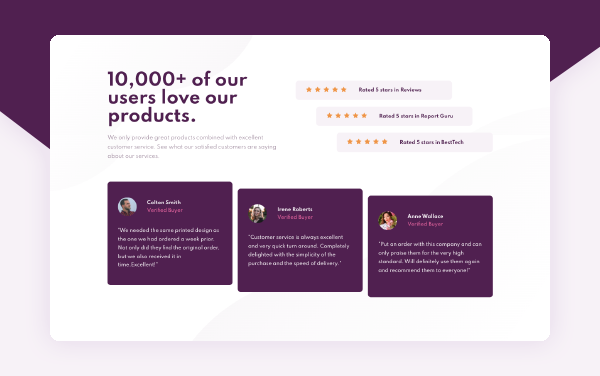 10,000+ of our
users love our
products.
We only provide great products combined with excellent
customer service. See what our satisfied customers are saying
about our services.
Rated 5 stars in Reviews
Rated 5 stars in Report Guru
Rated 5 stars in BestTech
Colton Smith
Verified Buyer
"We needed the same printed design as
the one we had ordered a week prior.
Not only did they find the original order,
but we also received it in
time.Excellent!"
Irene Roberts
Verified Buyer
"Customer service is always excellent
and very quick turn around. Completely
delighted with the simplicity of the
purchase and the speed of delivery."
Anne Wallace
Verified Buyer
"Put an order with this company and can
only praise them for the very high
standard. Will definitely use them again
and recommend them to everyone!"